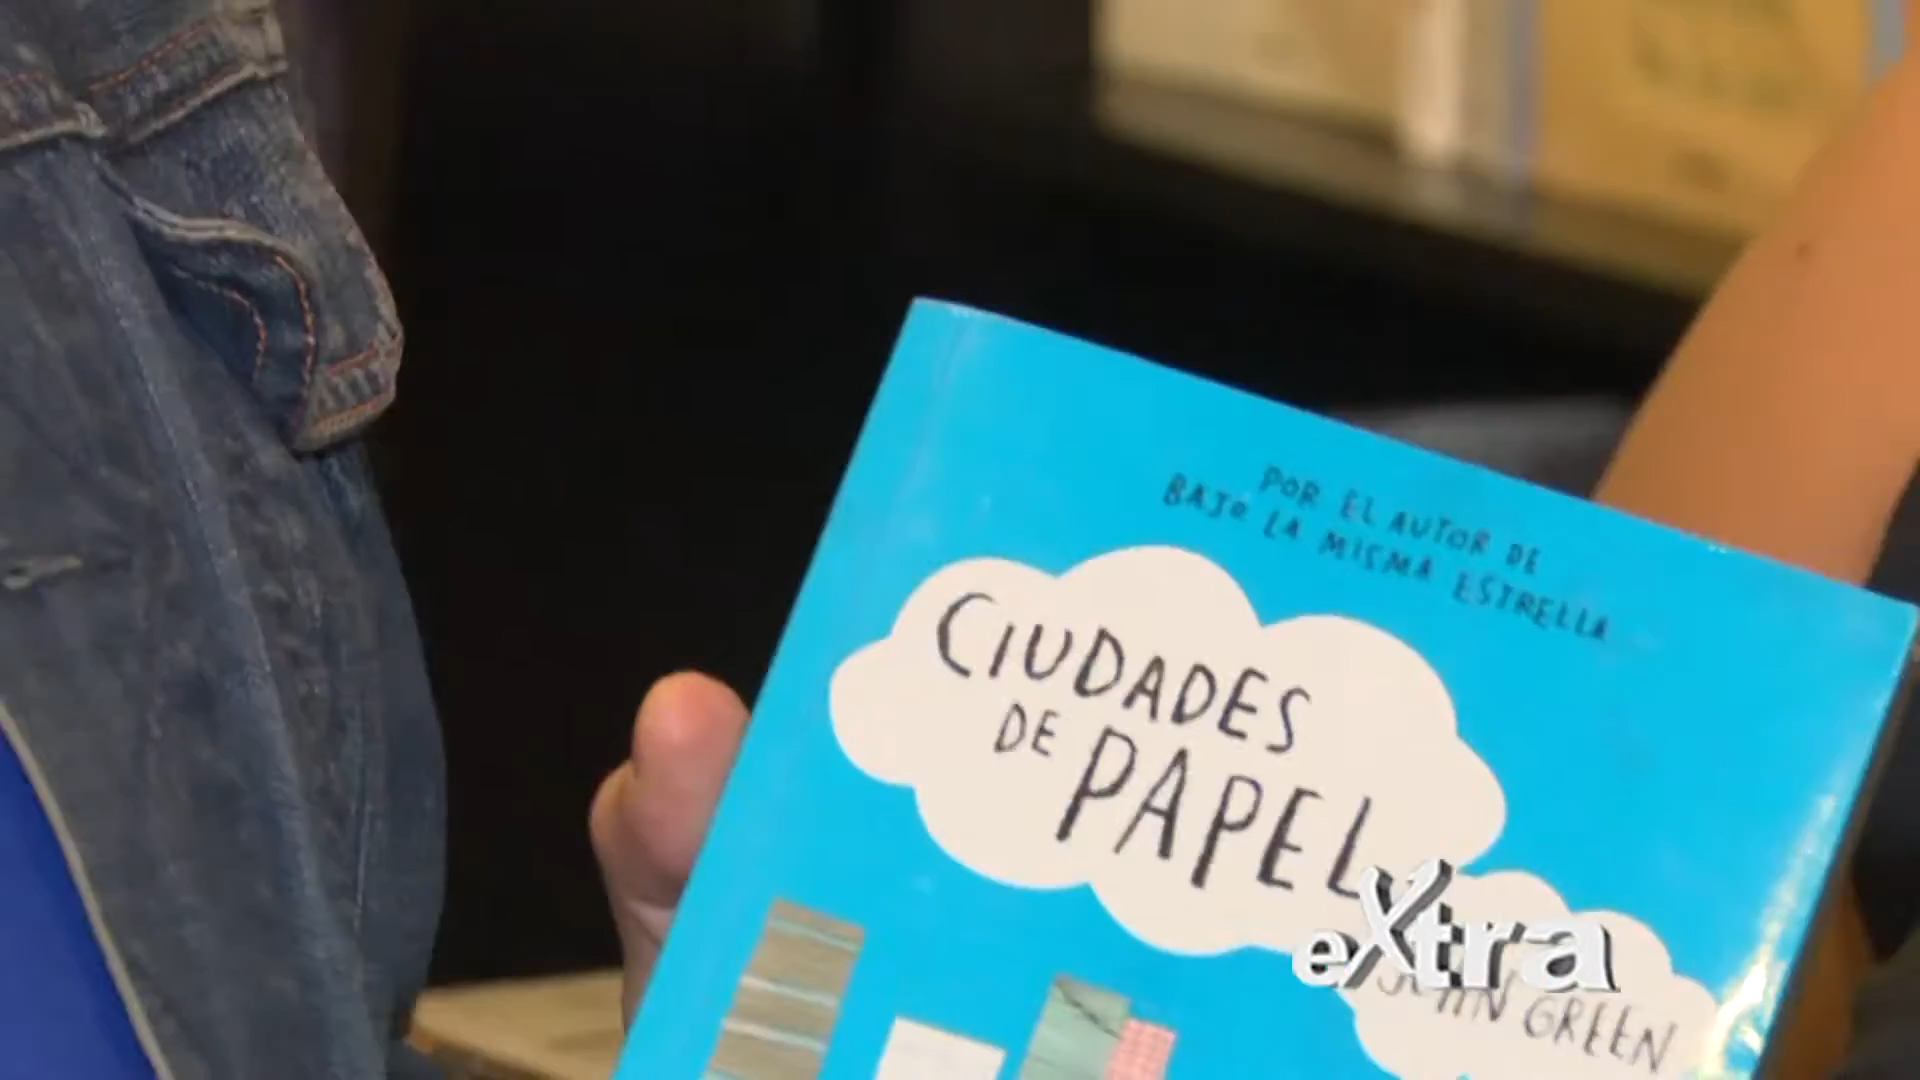 POR EL AUTOR DE
BAJO LA MISMA ESTRELLA
CIUDADES
DE PAPEL
eXtra
JOHN GREEN